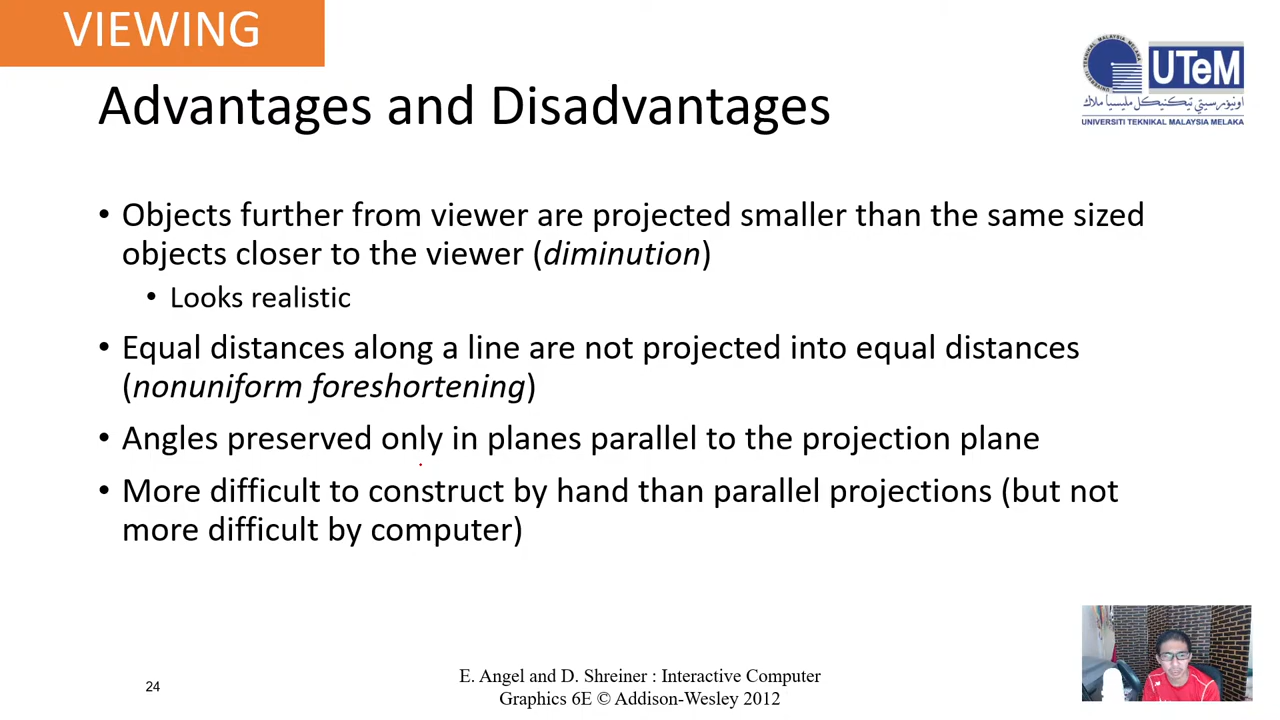 VIEWING
UTeM
اونيۏرسيتي تيكنيكل مليسيا ملاك
UNIVERSITI TEKNIKAL MALAYSIA MELAKA
Advantages and Disadvantages
• Objects further from viewer are projected smaller than the same sized
objects closer to the viewer (diminution)
• Looks realistic
• Equal distances along a line are not projected into equal distances
(nonuniform foreshortening)
• Angles preserved only in planes parallel to the projection plane
• More difficult to construct by hand than parallel projections (but not
more difficult by computer)
24
E. Angel and D. Shreiner : Interactive Computer
Graphics 6E © Addison-Wesley 2012